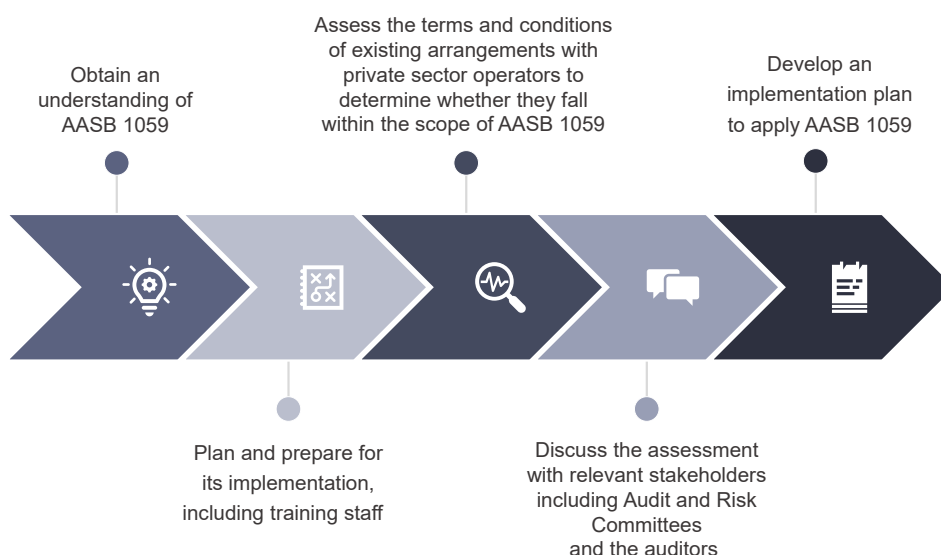 Obtain an
understanding of
AASB 1059
Plan and prepare for
its implementation,
including training staff
Assess the terms and conditions
of existing arrangements with
private sector operators to
determine whether they fall
within the scope of AASB 1059
Discuss the assessment
with relevant stakeholders
including Audit and Risk
Committees
and the auditors
Develop an
implementation plan
to apply AASB 1059